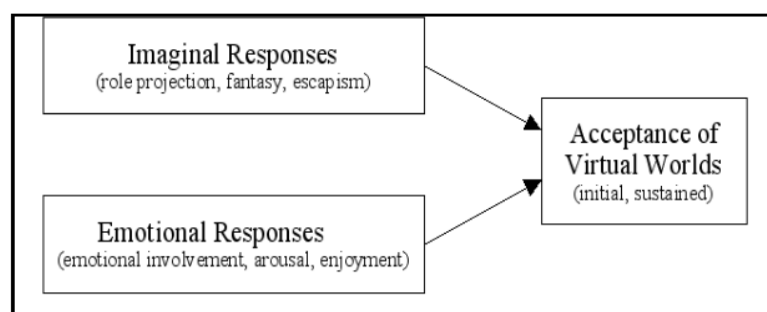 Imaginal Responses
(role projection, fantasy, escapism)
Acceptance of
Virtual Worlds
(initial, sustained)
Emotional Responses
(emotional involvement, arousal, enjoyment)